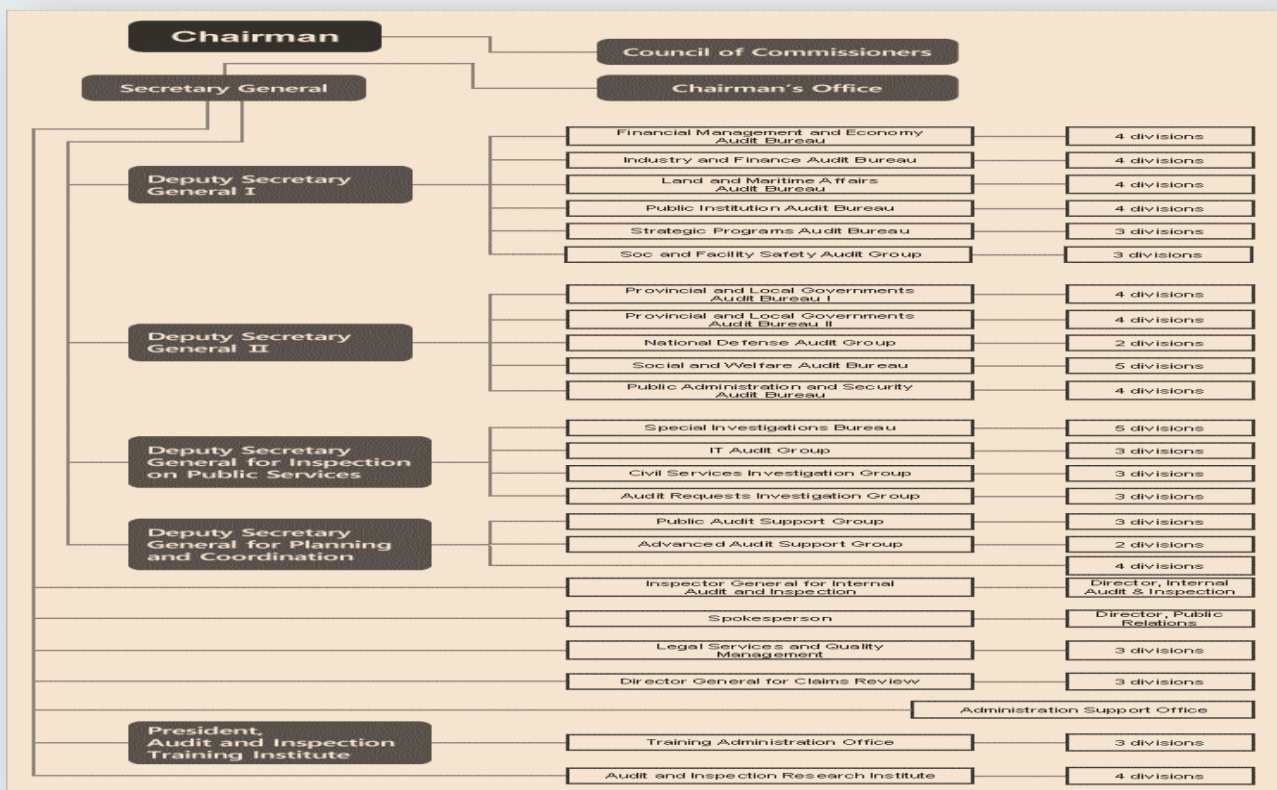 Chairman
Council of Commissioners
Secretary General
Chairman's Office
Deputy Secretary
General I
Financial Management and Economy
Audit Bureau
4 divisions
Industry and Finance Audit Bureau
4 divisions
Land and Maritime Affairs
Audit Bureau
4 divisions
Public Institution Audit Bureau
4 divisions
Strategic Programs Audit Bureau
3 divisions
Soc and Facility Safety Audit Group
3 divisions
Deputy Secretary
General II
Provincial and Local Governments
Audit Bureau I
4 divisions
Provincial and Local Governments
Audit Bureau II
4 divisions
National Defense Audit Group
2 divisions
Social and Welfare Audit Bureau
5 divisions
Public Administration and Security
Audit Bureau
4 divisions
Deputy Secretary
General for Inspection
on Public Services
Special Investigations Bureau
5 divisions
IT Audit Group
3 divisions
Civil Services Investigation Group
3 divisions
Audit Requests Investigation Group
3 divisions
Deputy Secretary
General for Planning
and Coordination
Public Audit Support Group
3 divisions
Advanced Audit Support Group
2 divisions
4 divisions
Inspector General for Internal
Audit and Inspection
Director, Internal
Audit & Inspection
Spokesperson
Director, Public
Relations
Legal Services and Quality
Management
3 divisions
Director General for Claims Review
3 divisions
Administration Support Office
President,
Audit and Inspection
Training Institute
Training Administration Office
3 divisions
Audit and Inspection Research Institute
4 divisions